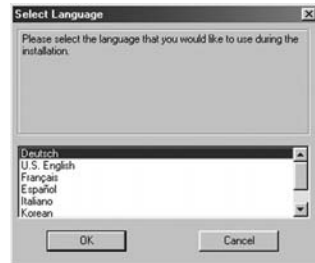 Select Language
Please select the language that you would like to use during the
installation.
Deutsch
U.S. English
Français
Español
Italiano
Korean
OK
Cancel